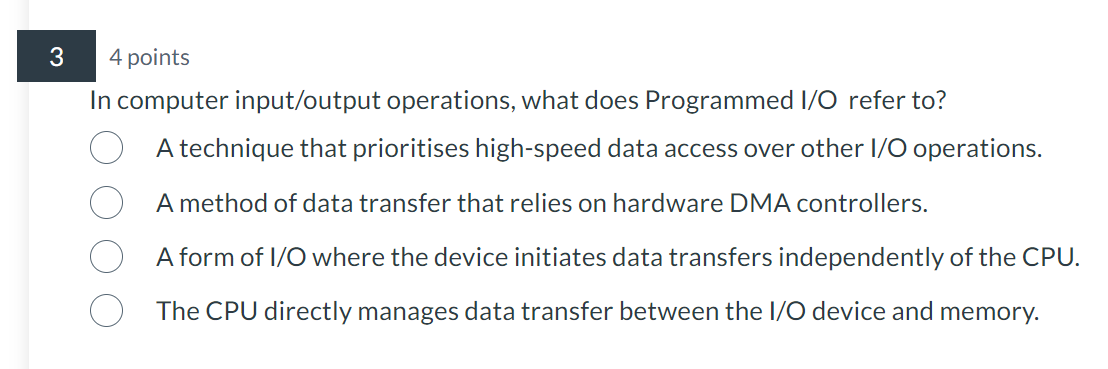 3 4 points
In computer input/output operations, what does Programmed I/O refer to?
A technique that prioritises high-speed data access over other I/O operations.
A method of data transfer that relies on hardware DMA controllers.
A form of I/O where the device initiates data transfers independently of the CPU.
The CPU directly manages data transfer between the I/O device and memory.